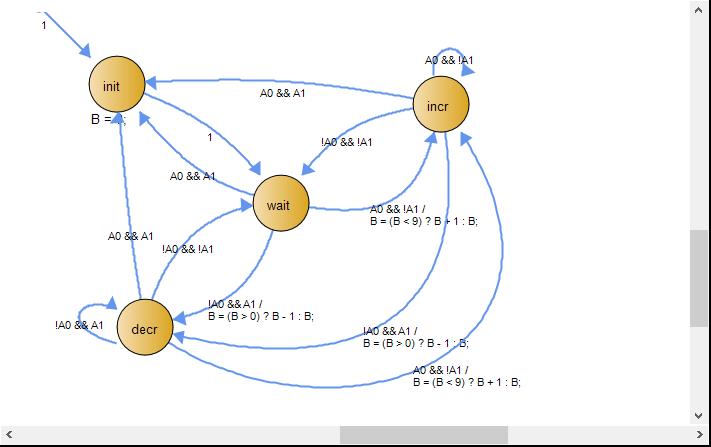 1
init
B = ;
A0 && A1
A0 && !A1
incr
1
!A0 && !A1
A0 && A1
wait
A0 && !A1 /
B = (B < 9) ? B + 1 : B;
A0 && A1
!A0 && !A1
!A0 && A1 /
B = (B > 0) ? B - 1 : B;
!A0 && A1
decr
!A0 && A1 /
B = (B > 0) ? B - 1 : B;
A0 && !A1 /
B = (B < 9) ? B + 1 : B;